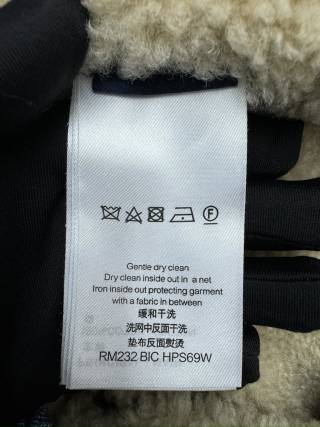 F
Gentle dry clean
Dry clean inside out in a net
Iron inside out protecting garment
with a fabric in between
缓和干洗
洗网中反面干洗
垫布反面熨烫
RM232 BIC HPS69W